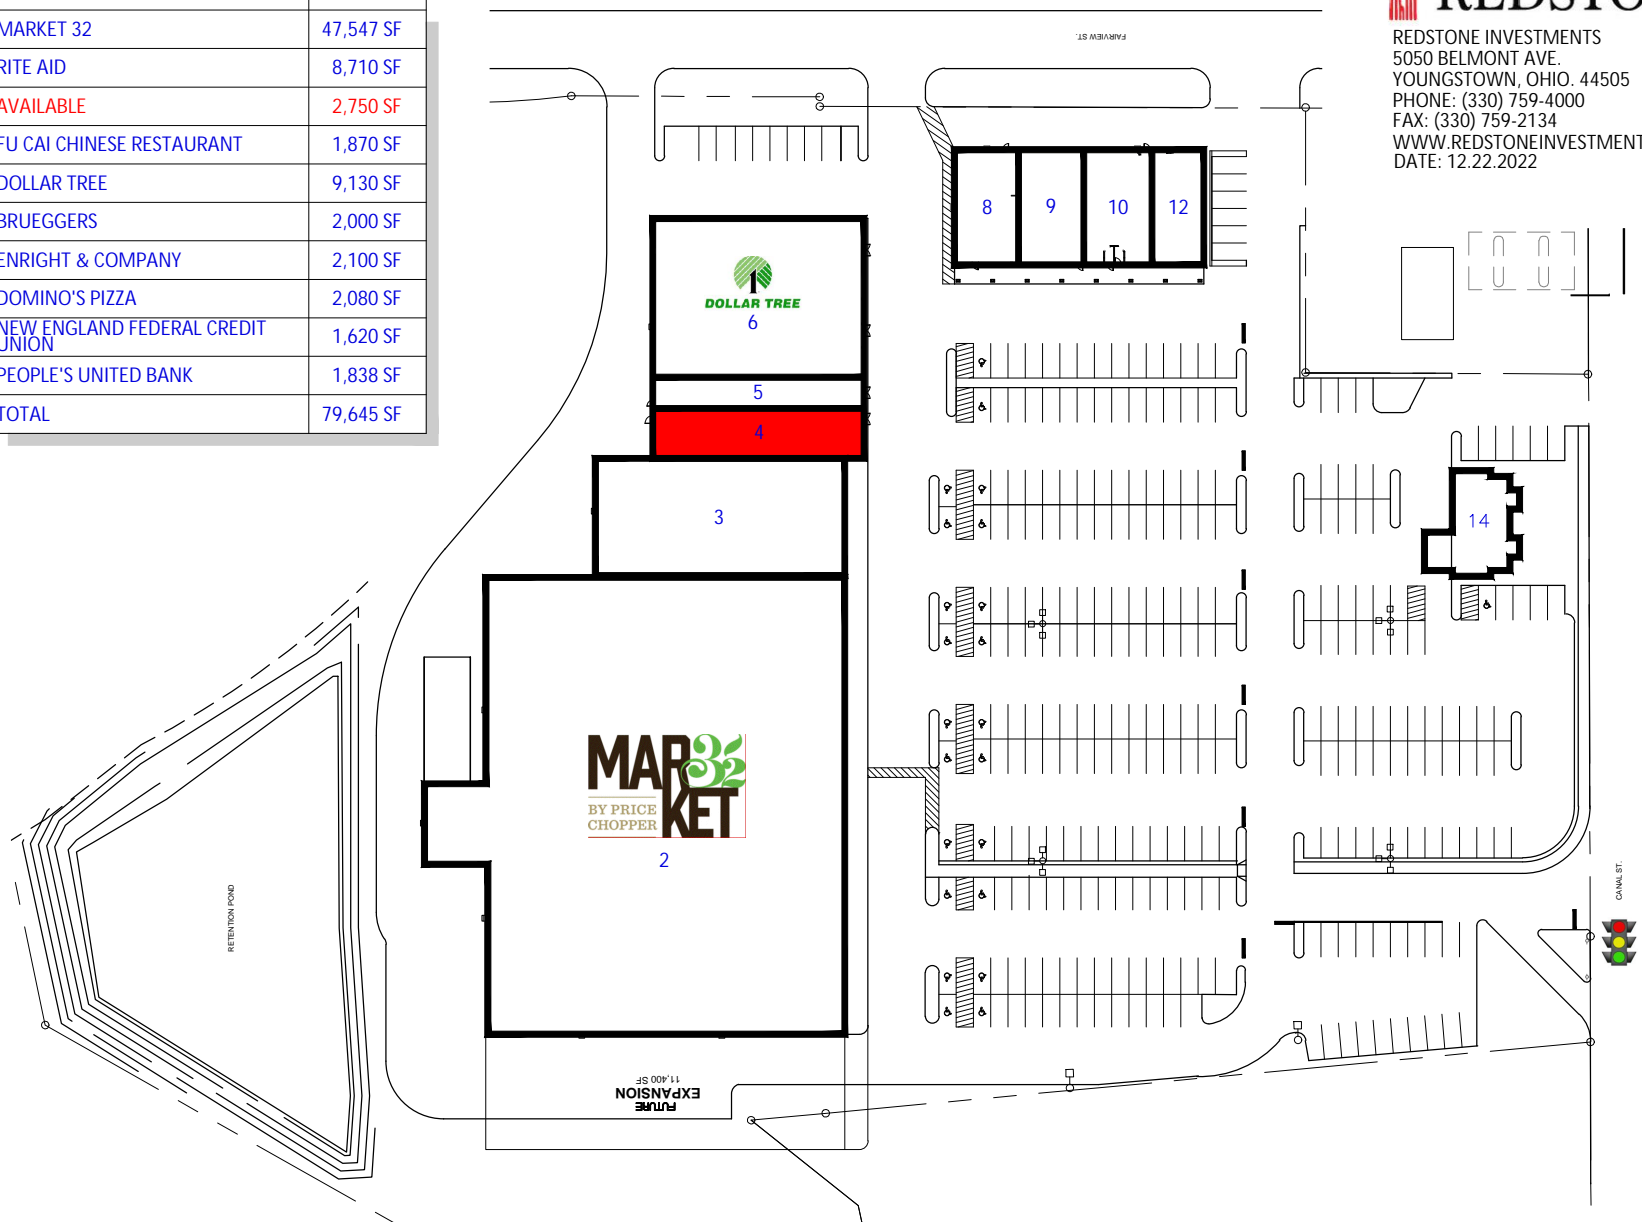 MARKET 32 47,547 SF
RITE AID 8,710 SF
AVAILABLE 2,750 SF
FU CAI CHINESE RESTAURANT 1,870 SF
DOLLAR TREE 9,130 SF
BRUEGGERS 2,000 SF
ENRIGHT & COMPANY 2,100 SF
DOMINO'S PIZZA 2,080 SF
NEW ENGLAND FEDERAL CREDIT
UNION 1,620 SF
PEOPLE'S UNITED BANK 1,838 SF
TOTAL 79,645 SF
REDSTO
REDSTONE INVESTMENTS
5050 BELMONT AVE.
YOUNGSTOWN, OHIO. 44505
PHONE: (330) 759-4000
FAX: (330) 759-2134
WWW.REDSTONEINVESTMENT
DATE: 12.22.2022
FAIRVIEW ST.
8 9 10 12
DOLLAR TREE
6
5
4
3
14
MAR32
KET
BY PRICE
CHOPPER
2
RETENTION POND
CANAL ST.
FUTURE
EXPANSION
11,400 SF